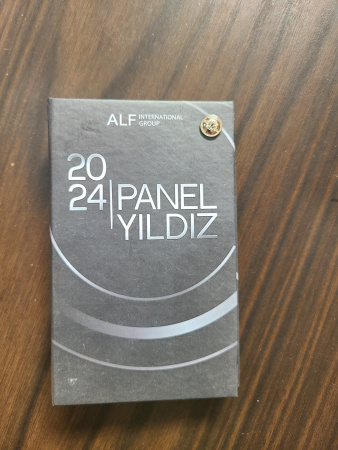 ALF INTERNATIONAL
GROUP
20
24 PANEL
YILDIZ